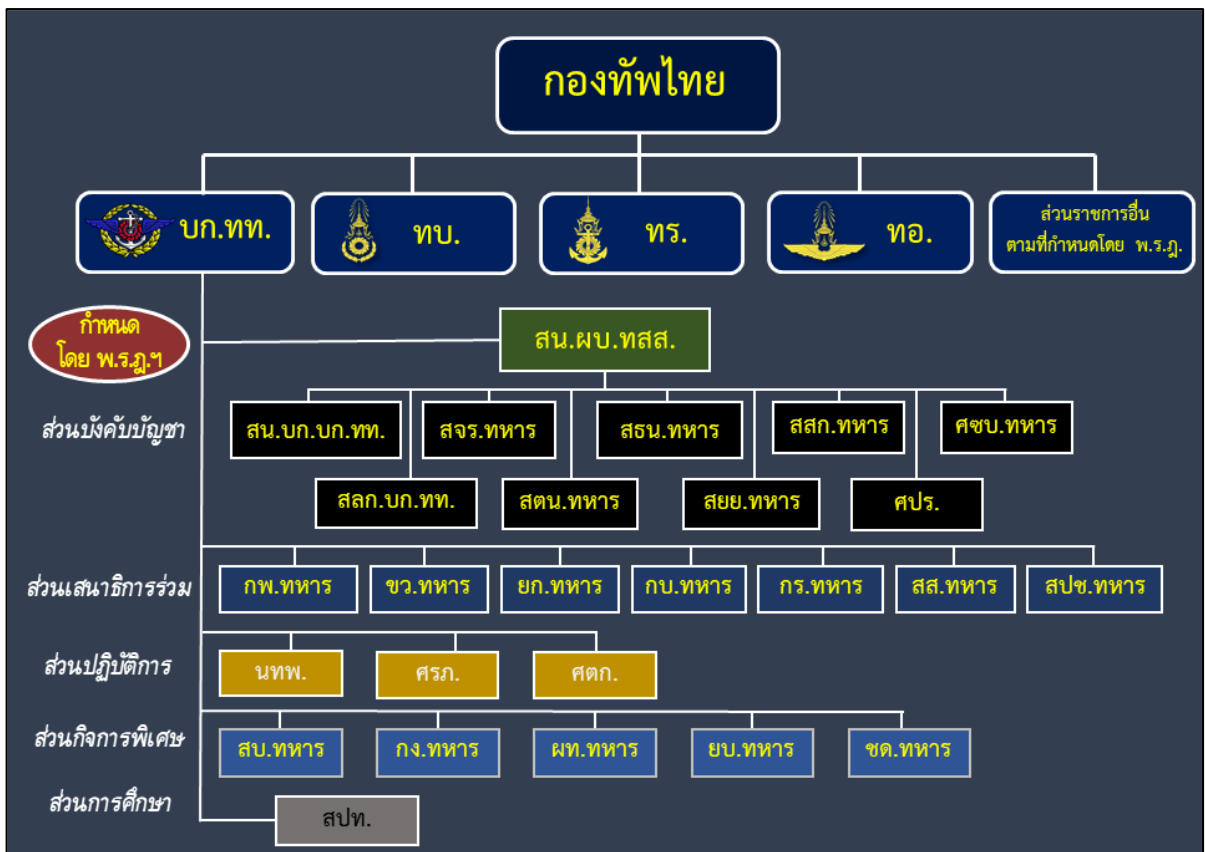 กองทัพไทย
บก.ทท.
ทบ.
ทร.
ทอ.
ส่วนราชการอื่น
ตามที่กำหนดโดย พ.ร.ฎ.
กำหนด
โดย พ.ร.ฎ.ฯ
สน.ผบ.ทสส.
ส่วนบังคับบัญชา
สน.บก.บก.ทท.
สจร.ทหาร
สธน.ทหาร
สสก.ทหาร
ศซบ.ทหาร
สลก.บก.ทท.
สตน.ทหาร
สยย.ทหาร
ศปร.
ส่วนเสนาธิการร่วม
กพ.ทหาร
ขว.ทหาร
ยก.ทหาร
กบ.ทหาร
กร.ทหาร
สส.ทหาร
สปช.ทหาร
ส่วนปฏิบัติการ
นทพ.
ศรภ.
ศตก.
ส่วนกิจการพิเศษ
สบ.ทหาร
กง.ทหาร
ผท.ทหาร
ยบ.ทหาร
ชด.ทหาร
ส่วนการศึกษา
สปท.